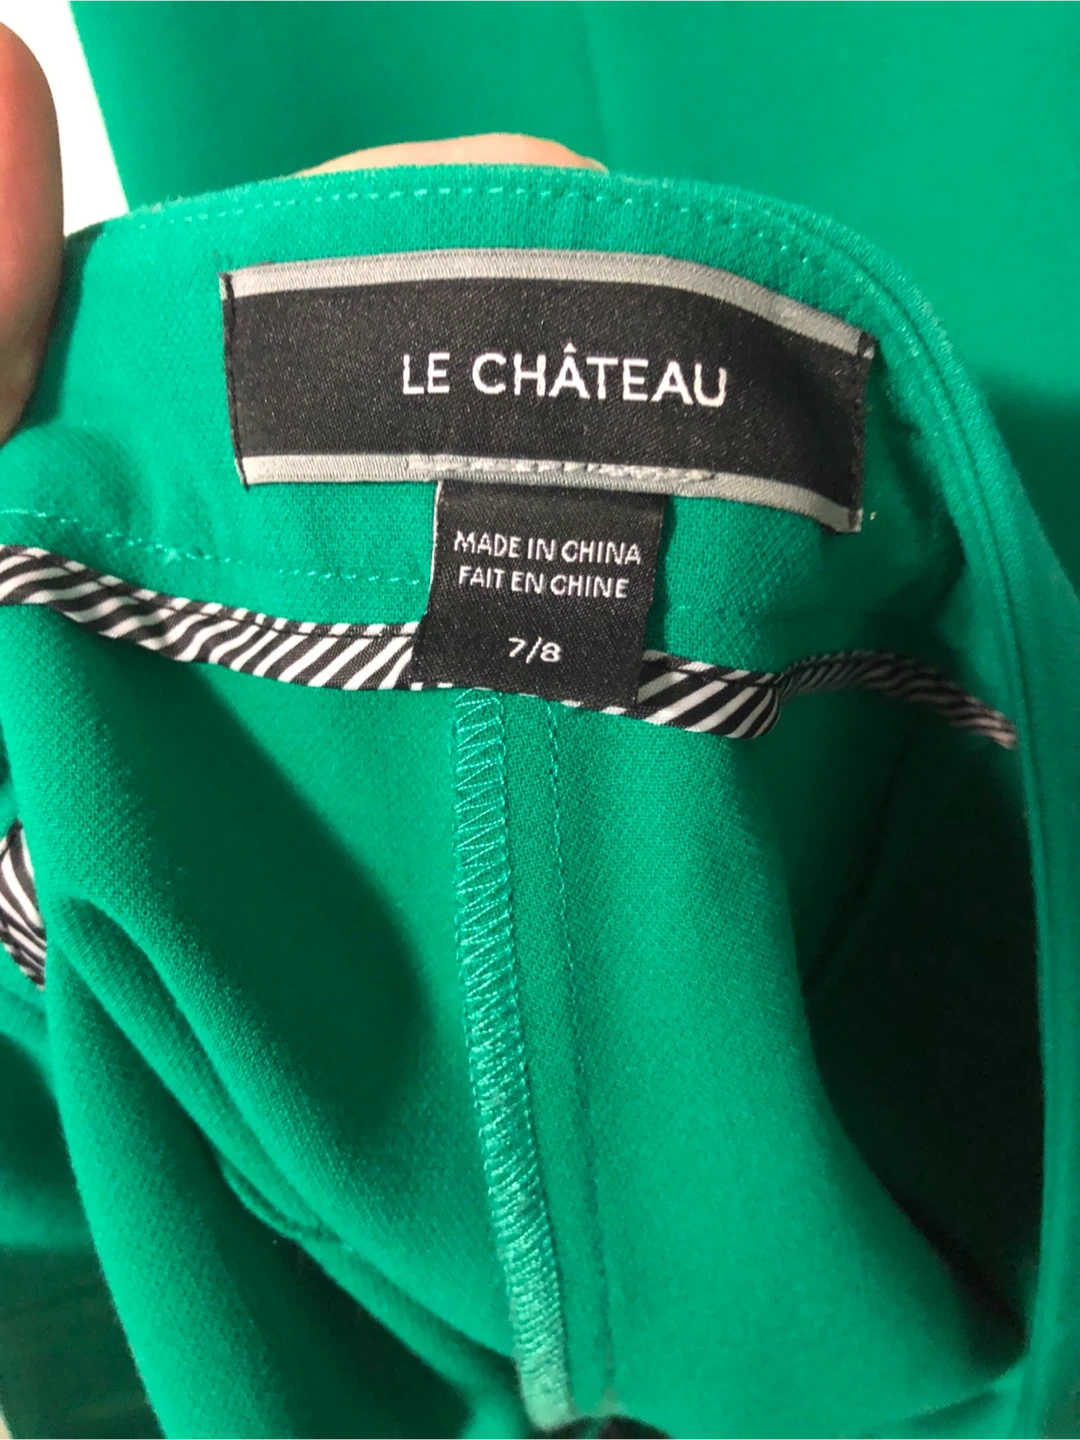 LE CHÂTEAU
MADE IN CHINA
FAIT EN CHINE
7/8